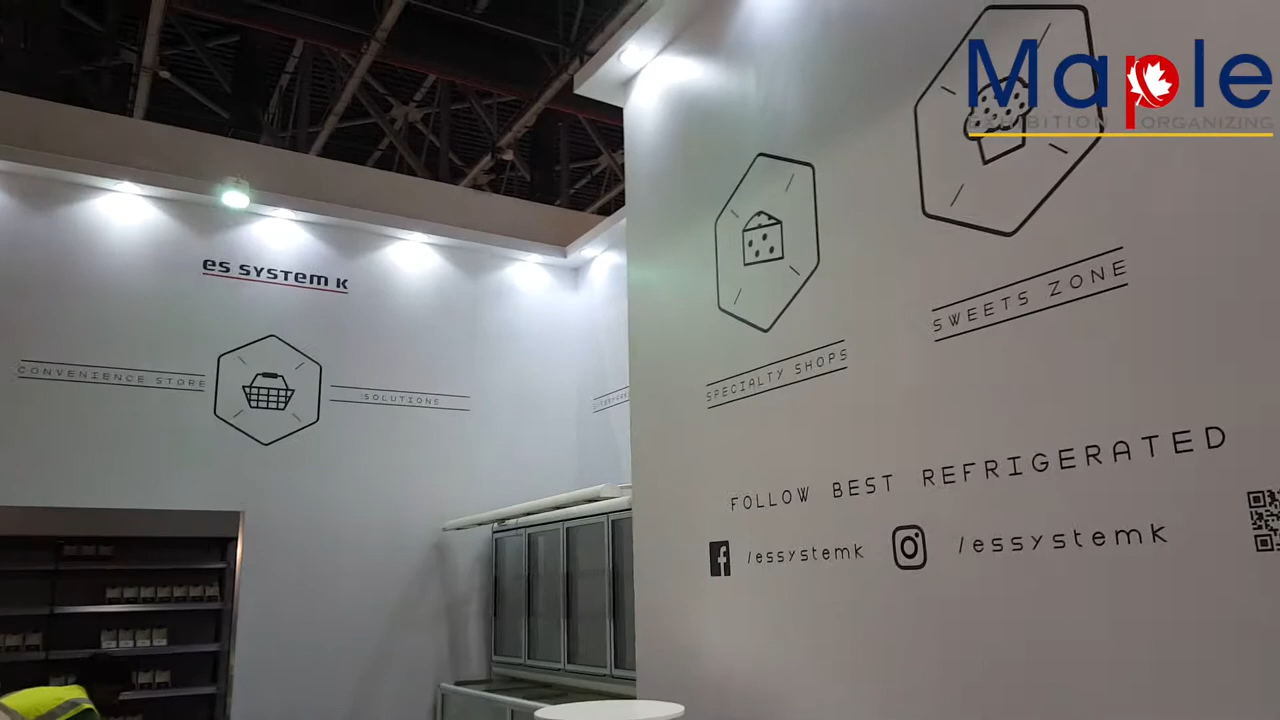 Maple
EXHIBITION ORGANIZING
es system k
CONVENIENCE STORE
SOLUTIONS
SPECIALTY SHOPS
SWEETS ZONE
FOLLOW BEST REFRIGERATED
/essystemk
/essystemk